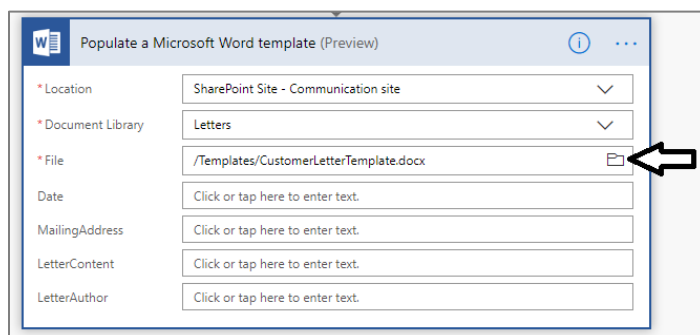 Populate a Microsoft Word template (Preview)
* Location SharePoint Site - Communication site
* Document Library Letters
* File /Templates/CustomerLetterTemplate.docx
Date Click or tap here to enter text.
MailingAddress Click or tap here to enter text.
LetterContent Click or tap here to enter text.
LetterAuthor Click or tap here to enter text.